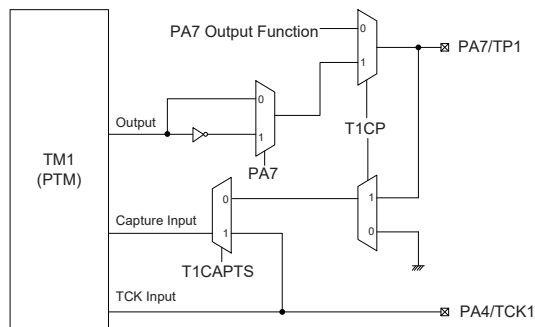 PA7 Output Function
0
1
PA7/TP1
Output
0
1
T1CP
TM1
(PTM)
PA7
Capture Input
0
1
1
0
T1CAPTS
TCK Input
PA4/TCK1